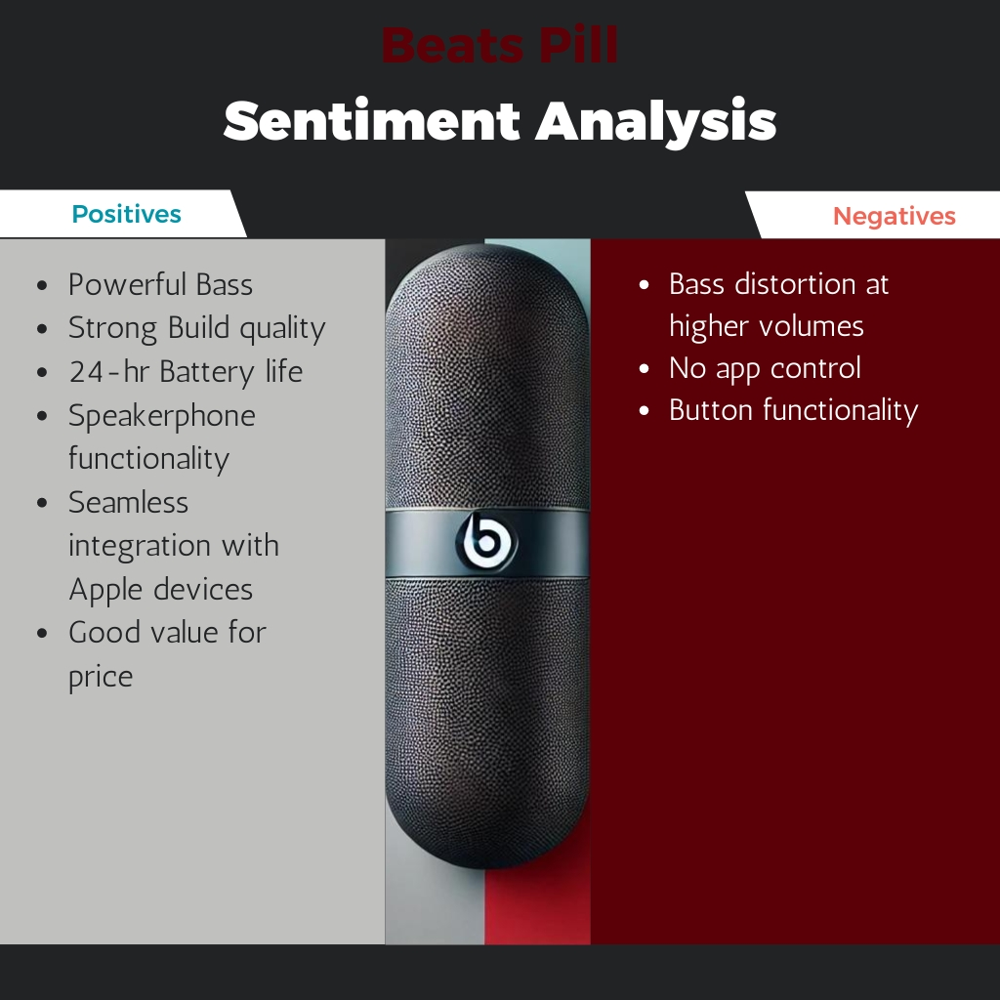 Beats Pill
Sentiment Analysis
Positives
Negatives
• Powerful Bass
• Strong Build quality
• 24-hr Battery life
• Speakerphone
functionality
• Seamless
integration with
Apple devices
• Good value for
price
b
• Bass distortion at
higher volumes
• No app control
• Button functionality